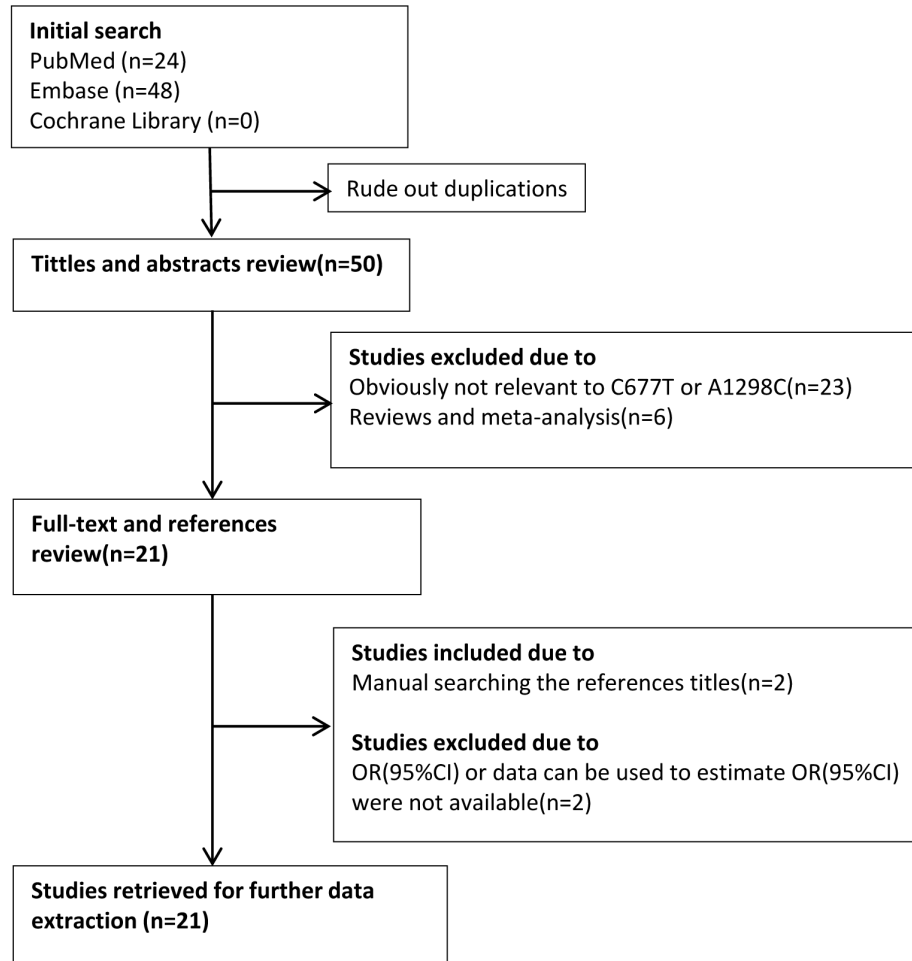 Initial search
PubMed (n=24)
Embase (n=48)
Cochrane Library (n=0)
Rude out duplications
Tittles and abstracts review(n=50)
Studies excluded due to
Obviously not relevant to C677T or A1298C(n=23)
Reviews and meta-analysis(n=6)
Full-text and references
review(n=21)
Studies included due to
Manual searching the references titles(n=2)
Studies excluded due to
OR(95%CI) or data can be used to estimate OR(95%CI)
were not available(n=2)
Studies retrieved for further data
extraction (n=21)